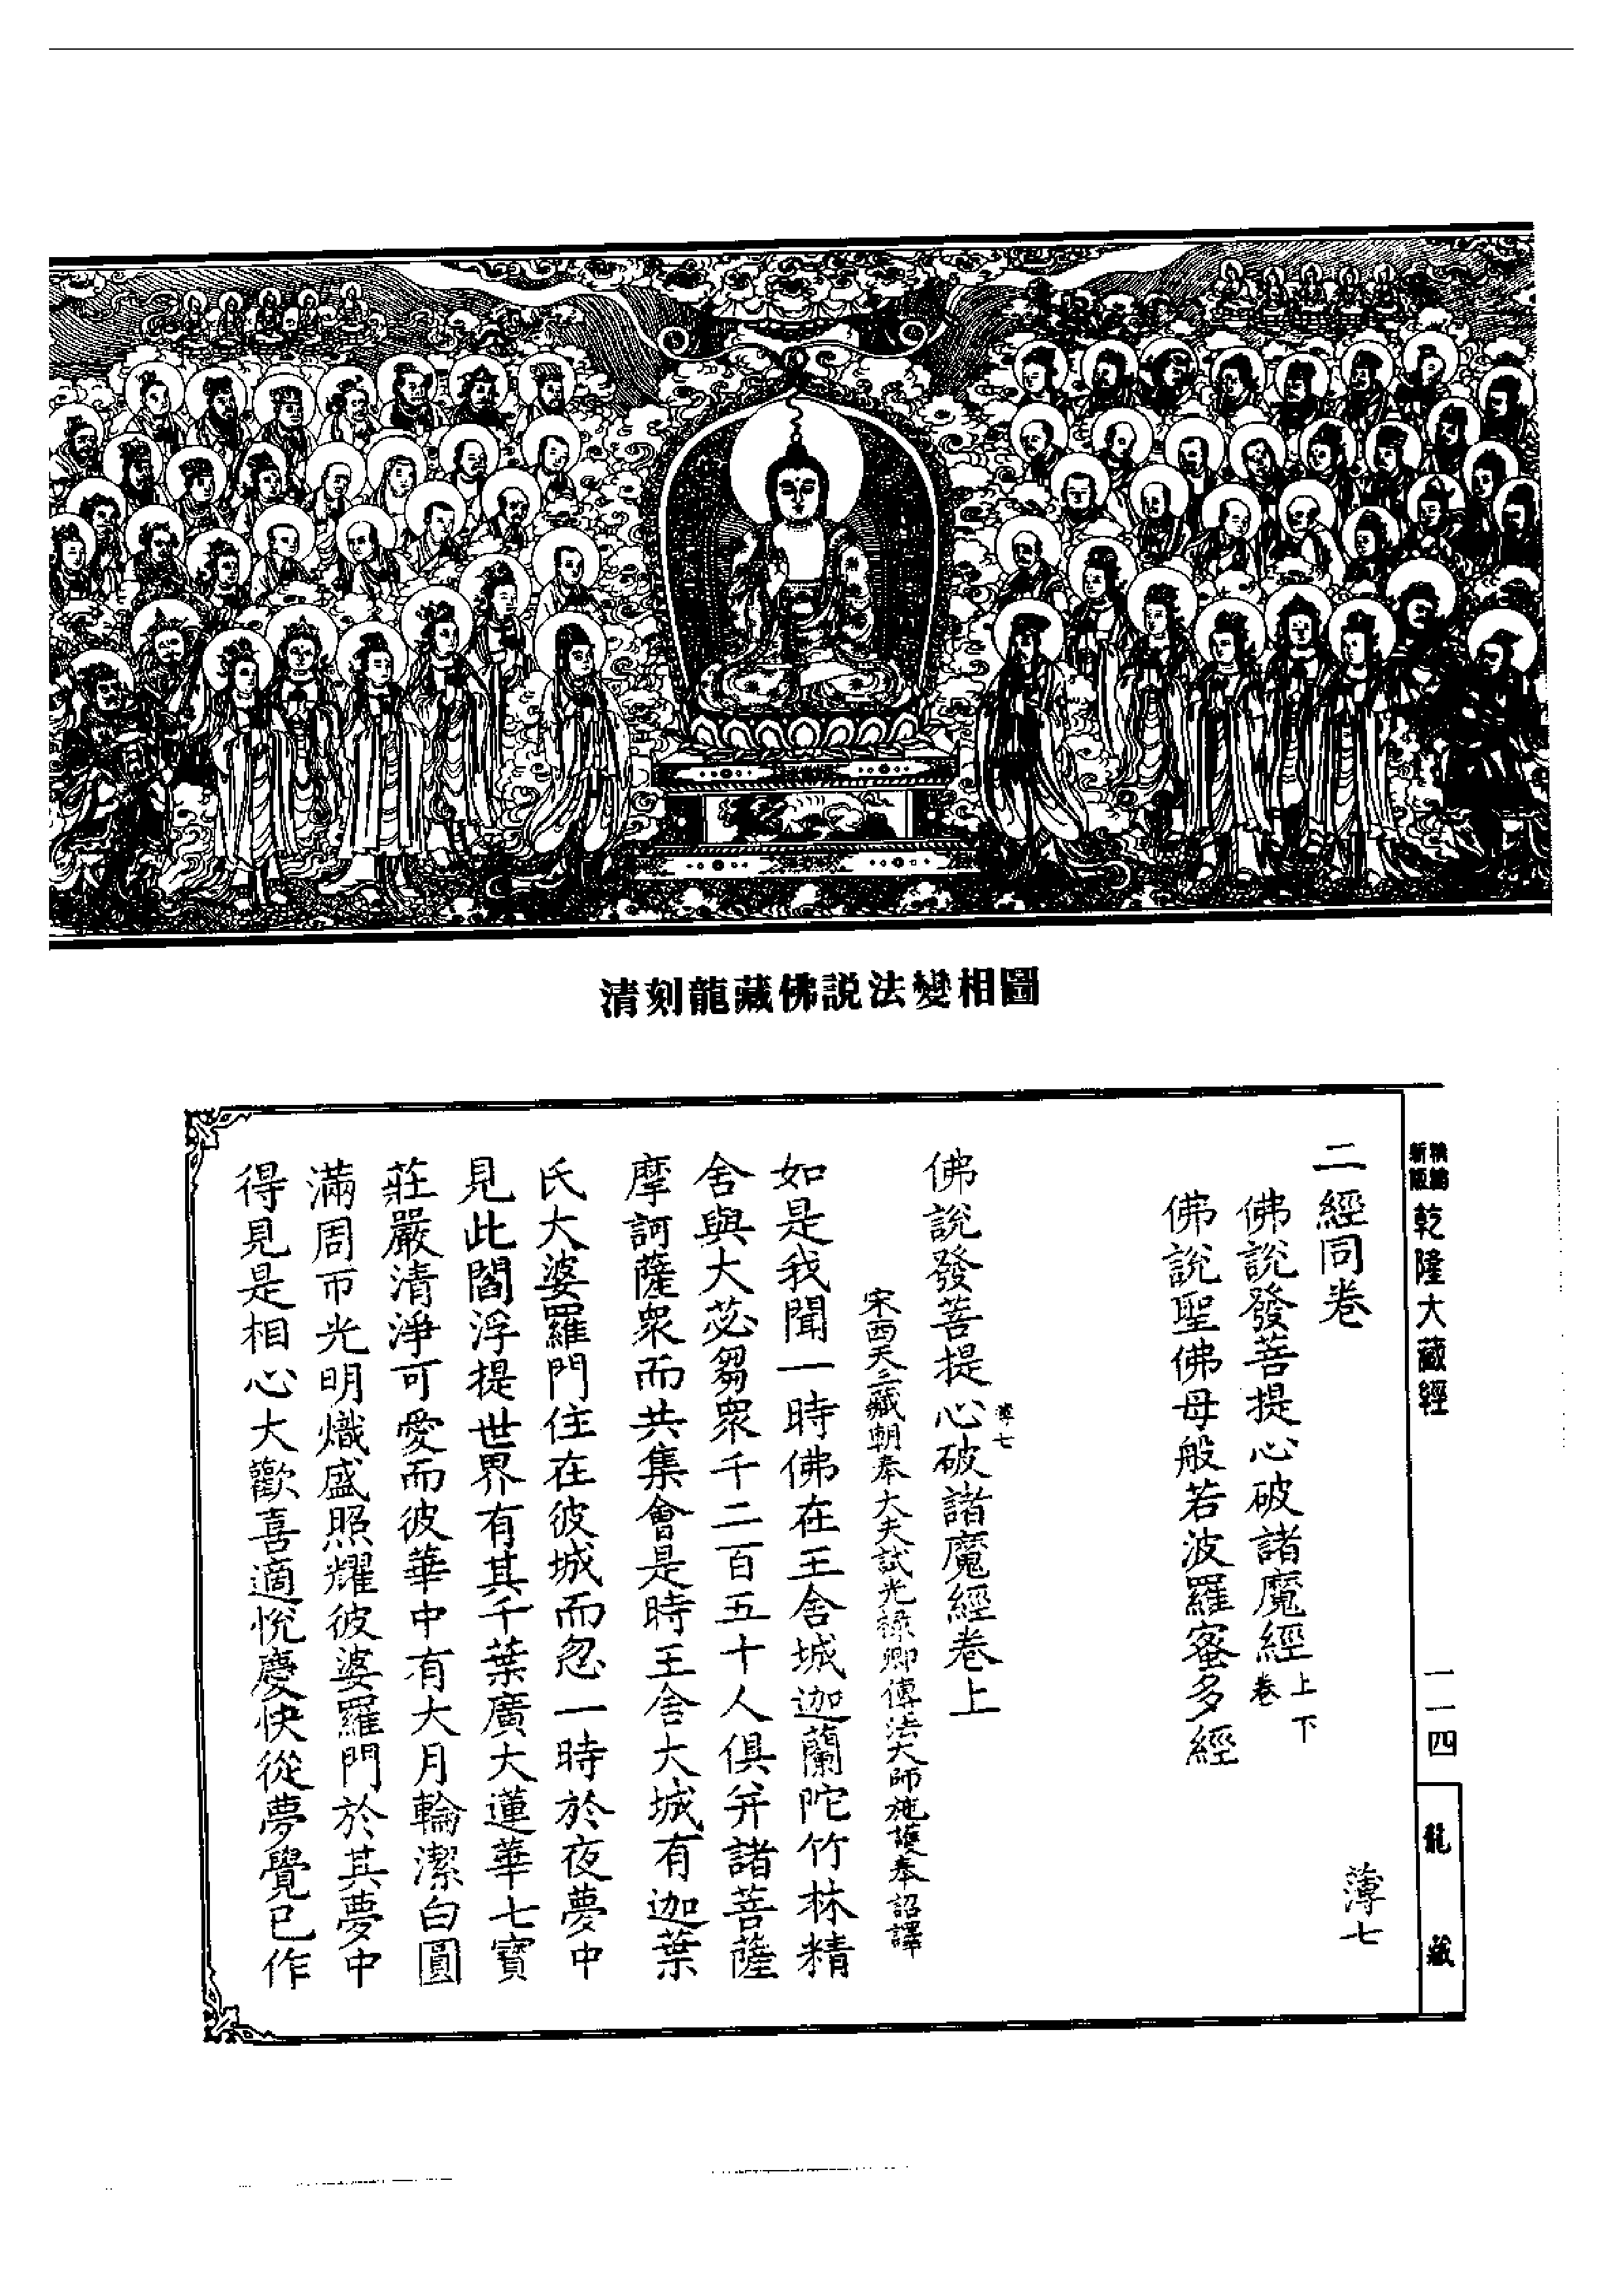 清刻龍藏佛説法變相圖
新版
乾隆大藏經
一一四
龍藏
二經同卷
薄七
佛說發菩提心破諸魔經上下卷
佛說聖佛母般若波羅蜜多經
薄七
佛說發菩提心破諸魔經卷上
宋西天三藏朝奉大夫試光祿卿傳法大師施護奉詔譯
如是我聞一時佛在王舍城迦蘭陀竹林精
舍與大苾芻眾千二百五十人俱并諸菩薩
摩訶薩眾而共集會是時王舍大城有迦葉
氏大婆羅門住在彼城而忽一時於夜夢中
見此閻浮提世界有其千葉廣大蓮華七寶
莊嚴清淨可愛而彼華中有大月輪潔白圓
滿周帀光明熾盛照耀彼婆羅門於其夢中
得見是相心大歡喜適悅慶快從夢覺已作